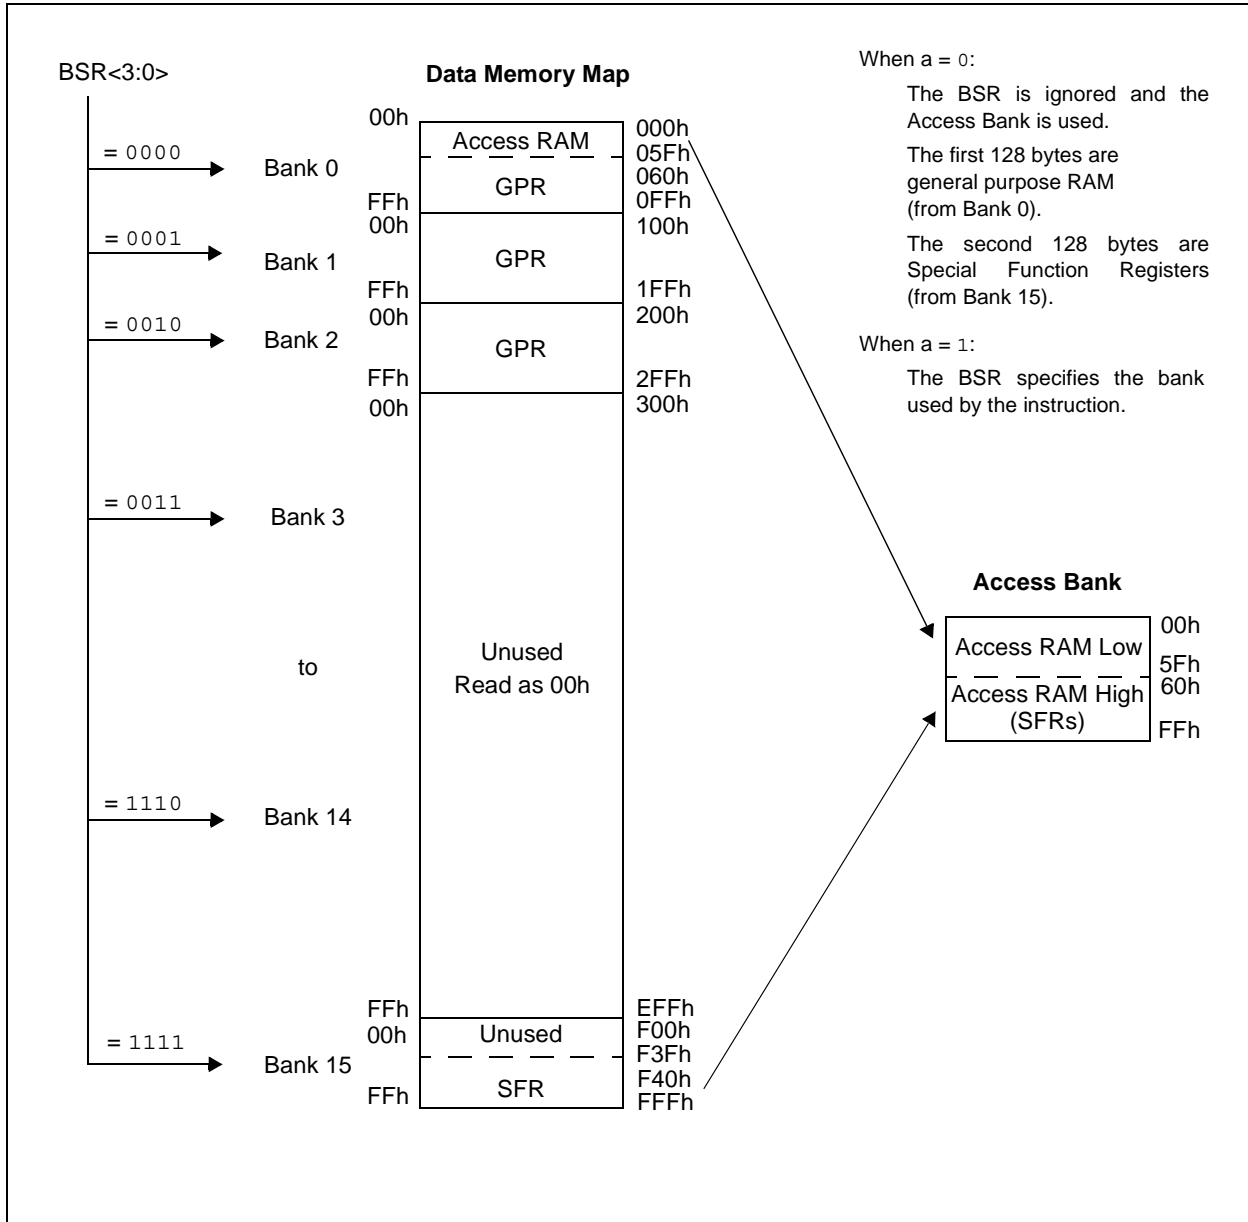 BSR<3:0>
= 0000
Bank 0
= 0001
Bank 1
= 0010
Bank 2
= 0011
Bank 3
to
= 1110
Bank 14
= 1111
Bank 15
Data Memory Map
00h
Access RAM
000h
05Fh
GPR
060h
FFh
0FFh
00h
100h
GPR
FFh
1FFh
00h
200h
GPR
FFh
2FFh
00h
300h
Unused
Read as 00h
FFh
EFFh
00h
Unused
F00h
F3Fh
SFR
F40h
FFh
FFFh
When a = 0:
The BSR is ignored and the
Access Bank is used.
The first 128 bytes are
general purpose RAM
(from Bank 0).
The second 128 bytes are
Special Function Registers
(from Bank 15).
When a = 1:
The BSR specifies the bank
used by the instruction.
Access Bank
Access RAM Low
00h
5Fh
Access RAM High
(SFRs)
60h
FFh